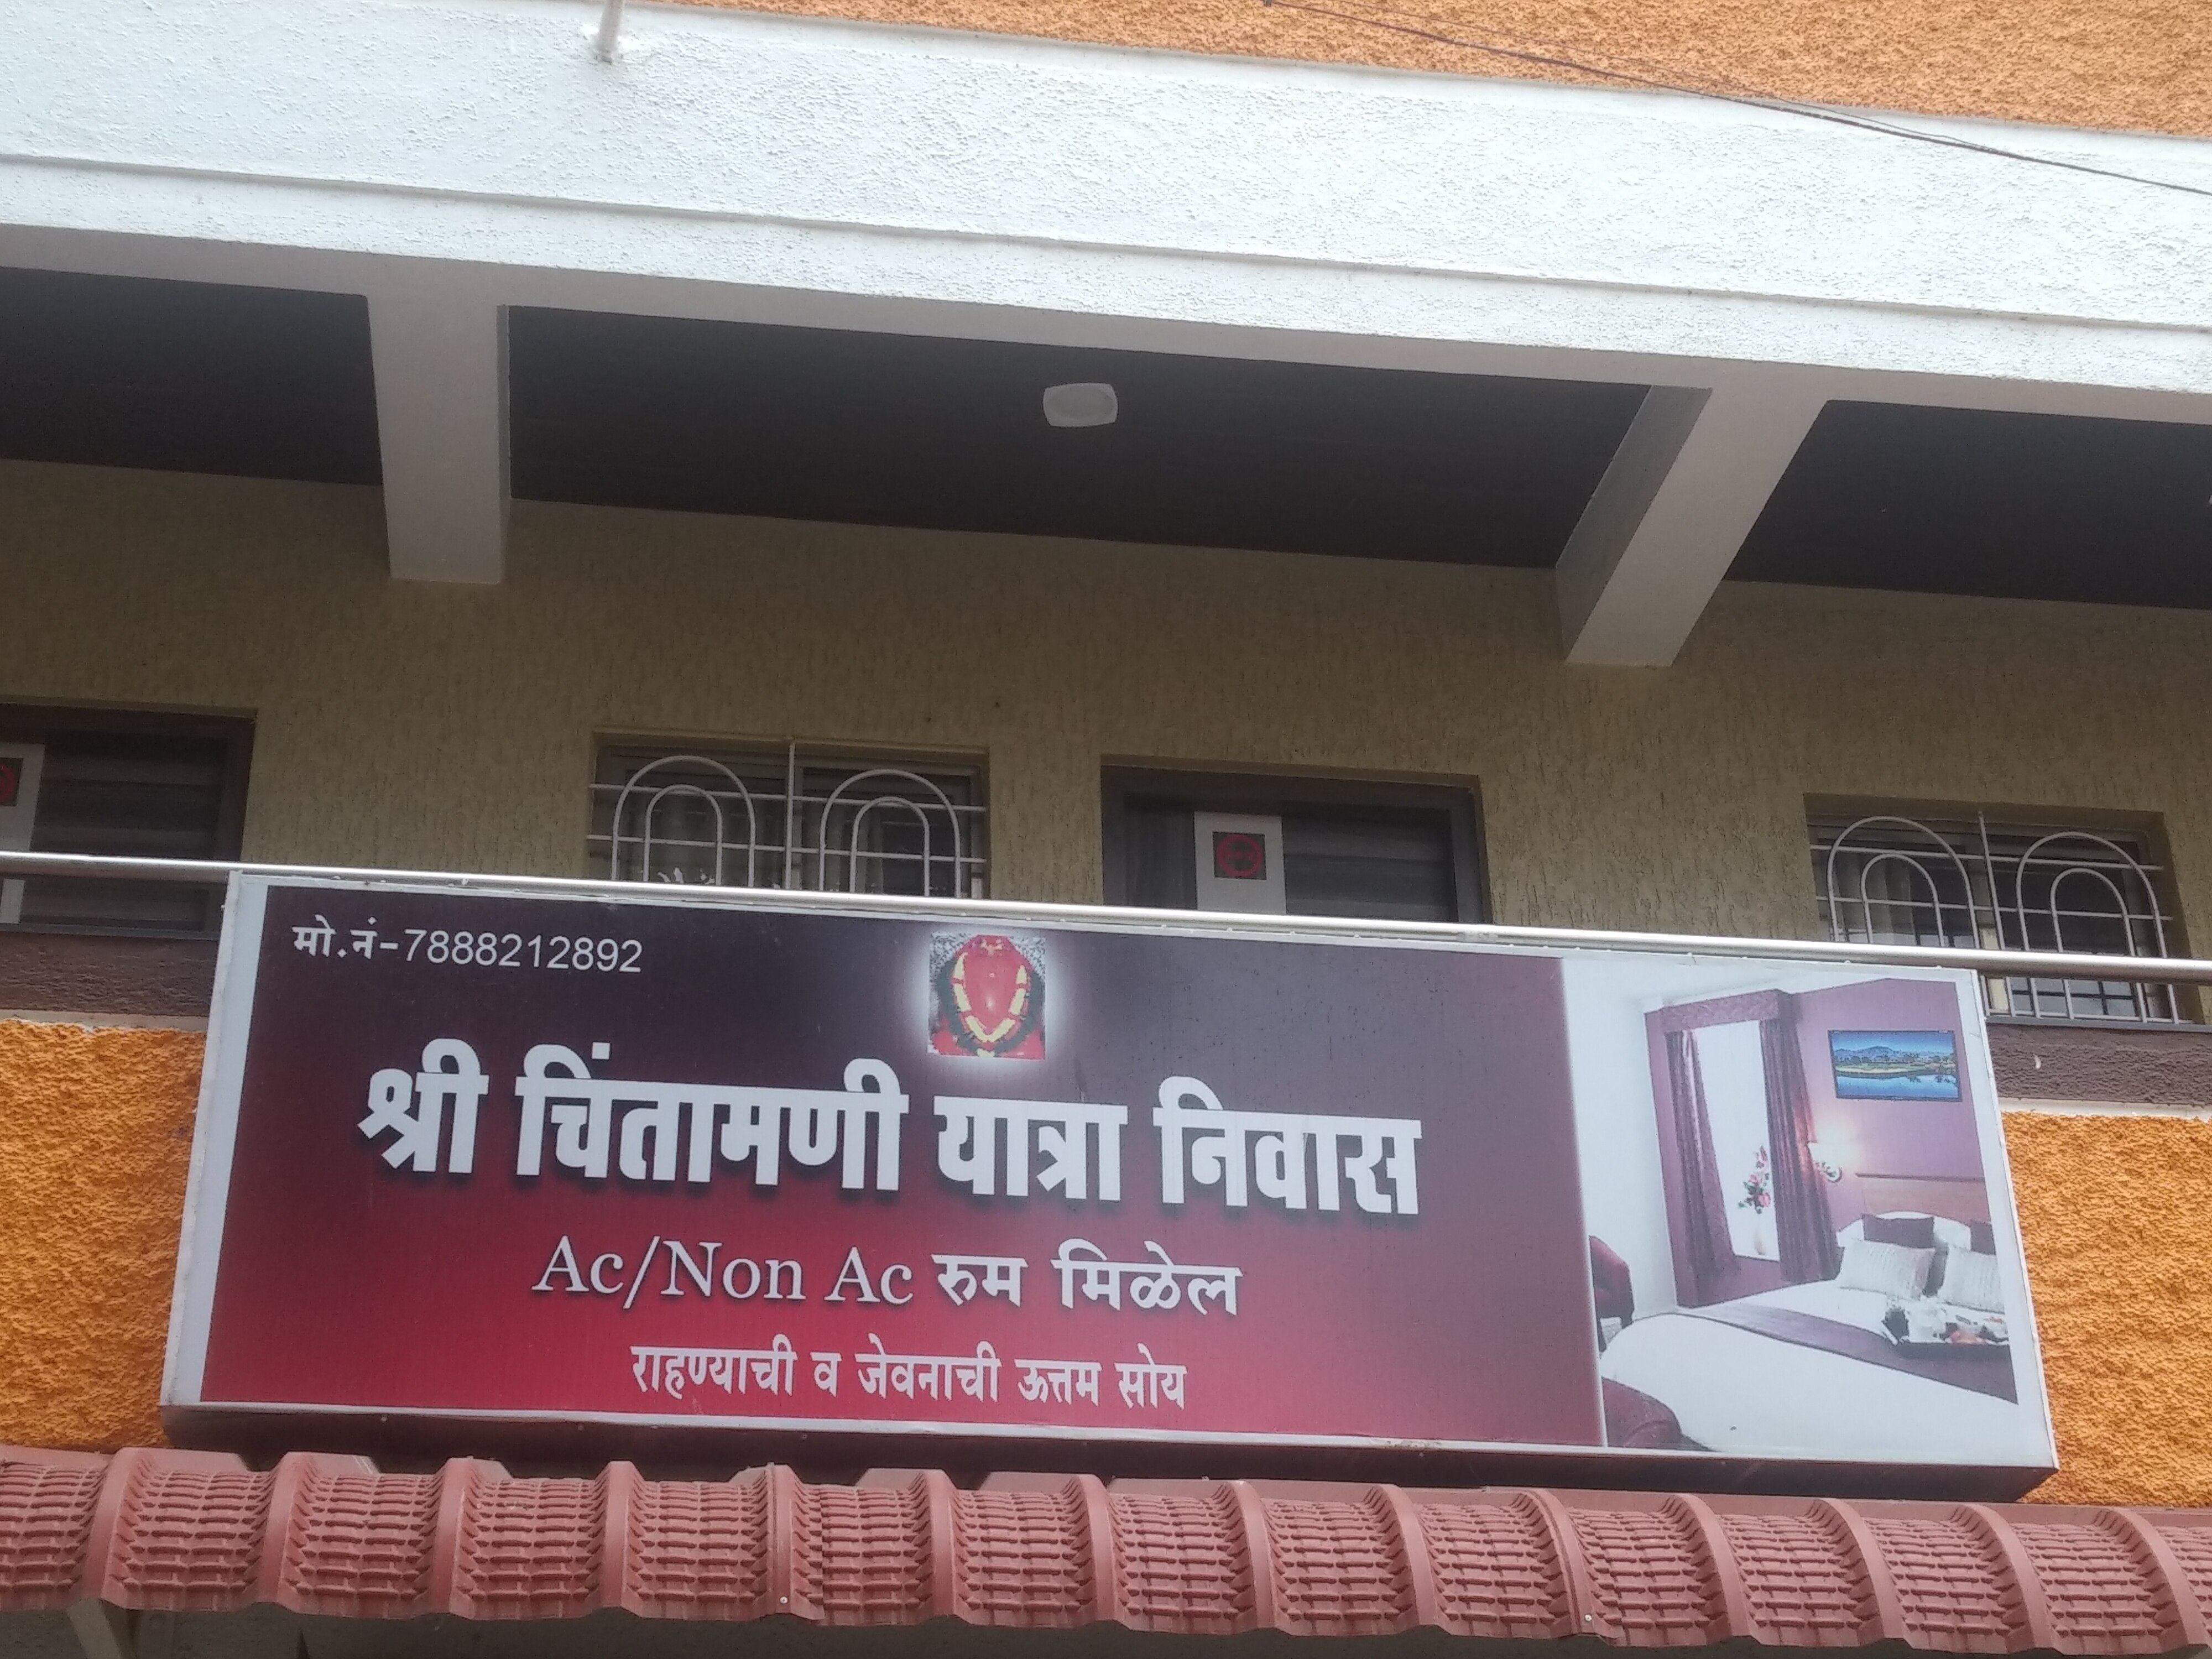 मो.नं-7888212892
श्री चिंतामणी यात्रा निवास
Ac/Non Ac रुम मिळेल
राहण्याची व जेवनाची ऊत्तम सोय